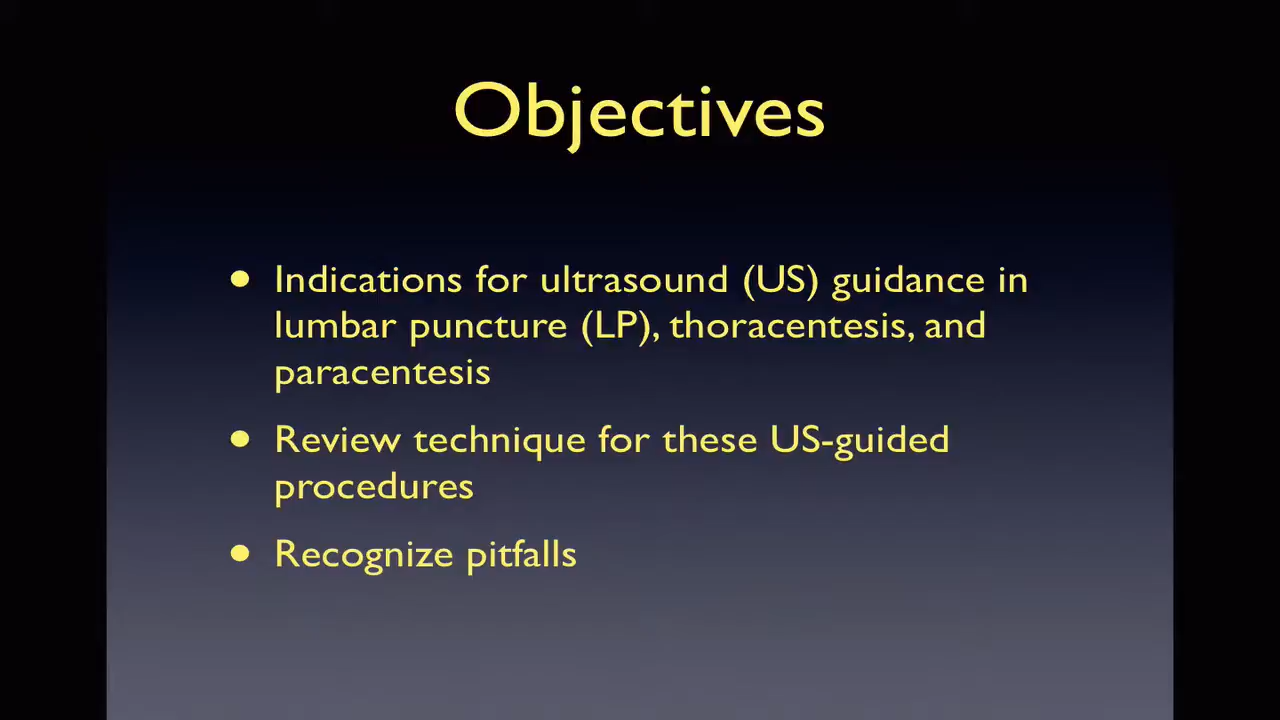 Objectives
• Indications for ultrasound (US) guidance in
lumbar puncture (LP), thoracentesis, and
paracentesis
• Review technique for these US-guided
procedures
• Recognize pitfalls